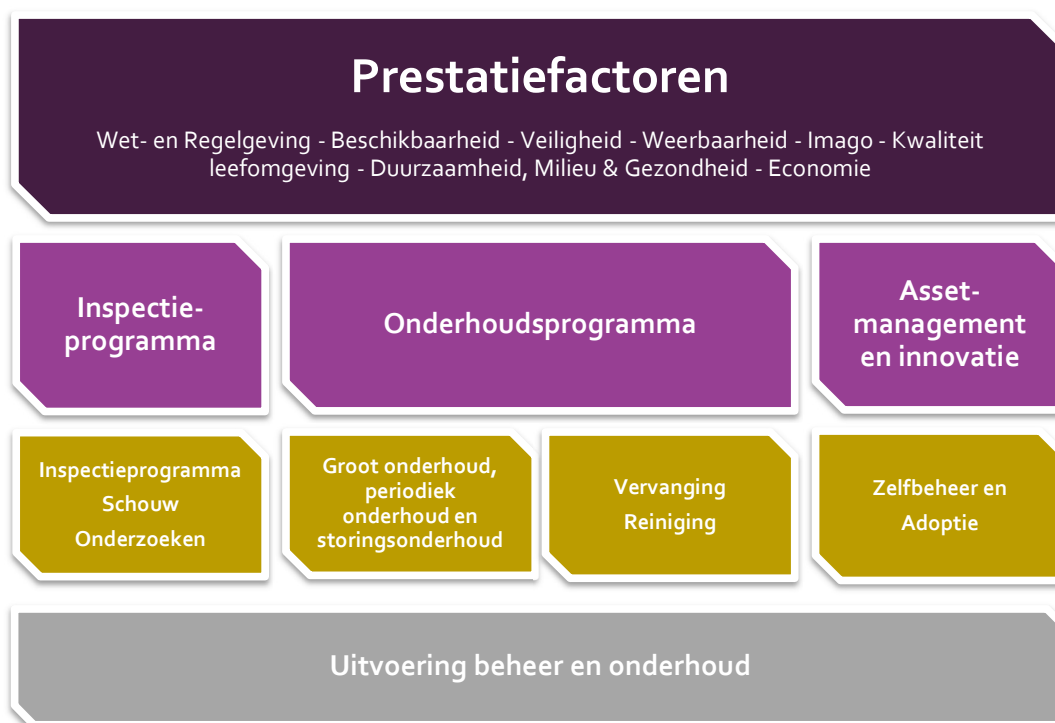 Prestatiefactoren
Wet- en Regelgeving - Beschikbaarheid - Veiligheid - Weerbaarheid - Imago - Kwaliteit
leefomgeving - Duurzaamheid, Milieu & Gezondheid - Economie
Inspectie-
programma
Onderhoudsprogramma
Asset-
management
en innovatie
Inspectieprogramma
Schouw
Onderzoeken
Groot onderhoud,
periodiek
onderhoud en
storingsonderhoud
Vervanging
Reiniging
Zelfbeheer en
Adoptie
Uitvoering beheer en onderhoud